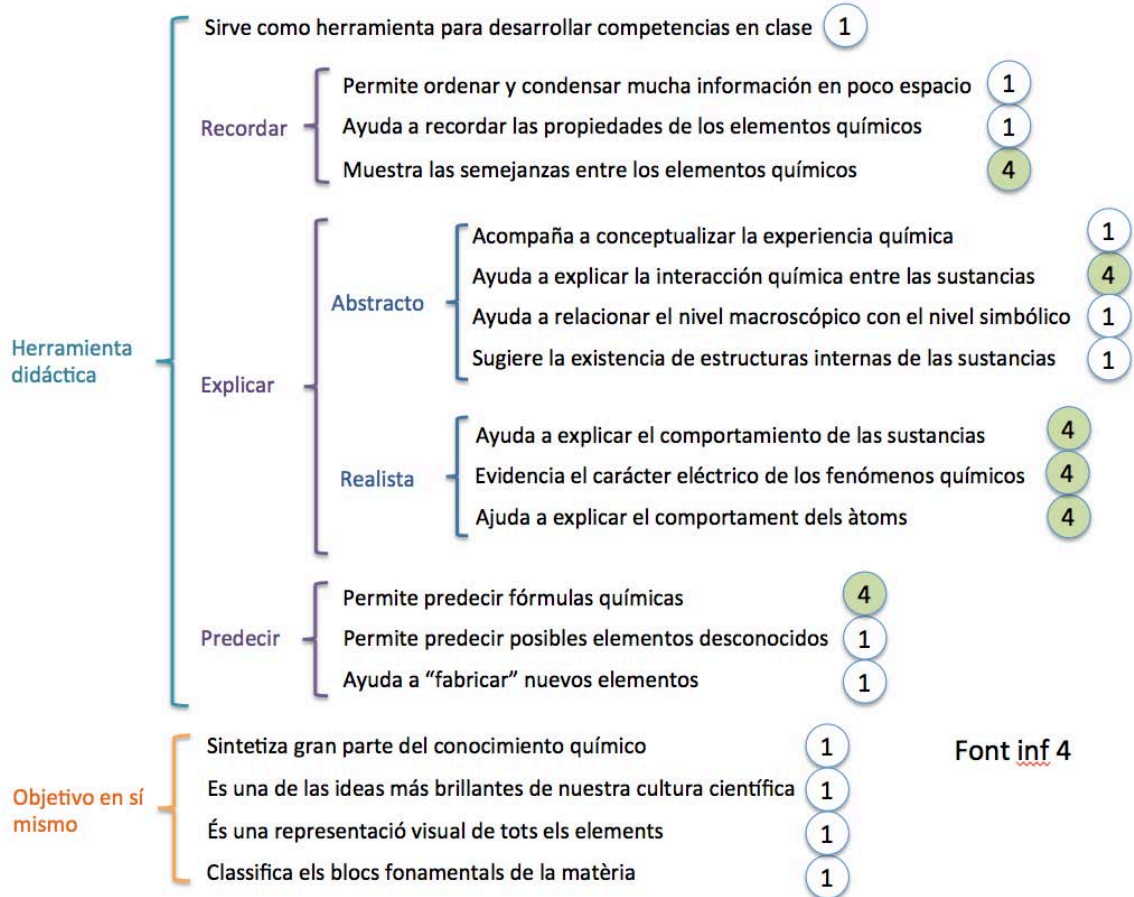 Sirve como herramienta para desarrollar competencias en clase 1
Permite ordenar y condensar mucha información en poco espacio 1
Recordar
Ayuda a recordar las propiedades de los elementos químicos 1
Muestra las semejanzas entre los elementos químicos 4
Acompaña a conceptualizar la experiencia química 1
Ayuda a explicar la interacción química entre las sustancias 4
Abstracto
Ayuda a relacionar el nivel macroscópico con el nivel simbólico 1
Sugiere la existencia de estructuras internas de las sustancias 1
Herramienta
didáctica
Explicar
Ayuda a explicar el comportamiento de las sustancias 4
Realista
Evidencia el carácter eléctrico de los fenómenos químicos 4
Ajuda a explicar el comportament dels àtoms 4
Permite predecir fórmulas químicas 4
Predecir
Permite predecir posibles elementos desconocidos 1
Ayuda a “fabricar” nuevos elementos 1
Sintetiza gran parte del conocimiento químico 1
Font inf 4
Es una de las ideas más brillantes de nuestra cultura científica 1
Objetivo en sí
mismo
És una representació visual de tots els elements 1
Classifica els blocs fonamentals de la matèria 1